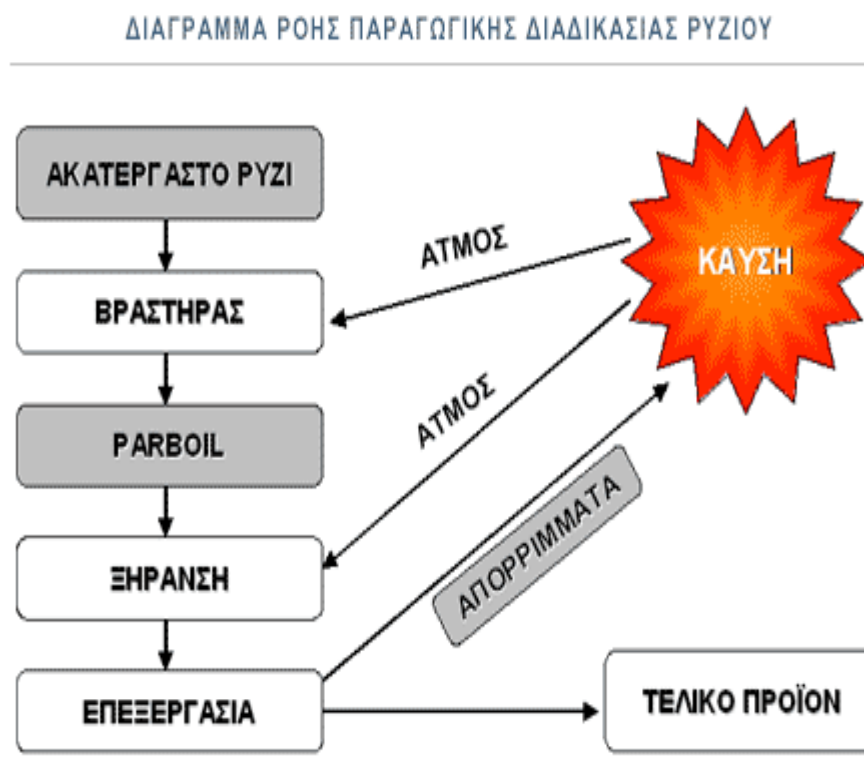 ΔΙΑΓΡΑΜΜΑ ΡΟΗΣ ΠΑΡΑΓΩΓΙΚΗΣ ΔΙΑΔΙΚΑΣΙΑΣ ΡΥΖΙΟΥ
ΑΚΑΤΕΡΓΑΣΤΟ ΡΥΖΙ
ΑΤΜΟΣ
ΚΑΥΣΗ
ΒΡΑΣΤΗΡΑΣ
ΑΤΜΟΣ
PARBOIL
ΑΠΟΡΡΙΜΜΑΤΑ
ΞΗΡΑΝΣΗ
ΕΠΕΞΕΡΓΑΣΙΑ
ΤΕΛΙΚΟ ΠΡΟΪΟΝ